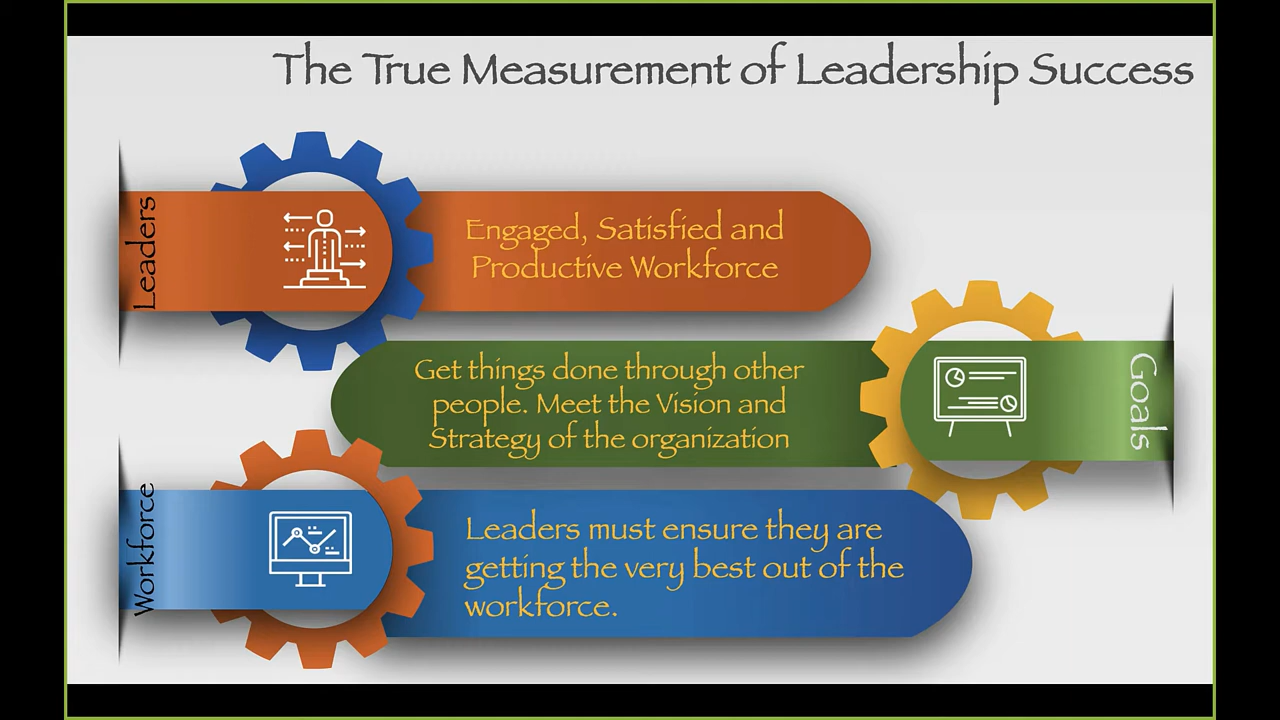 The True Measurement of Leadership Success
Leaders
Engaged, Satisfied and
Productive Workforce
Get things done through other
people. Meet the Vision and
Strategy of the organization
Goals
Workforce
Leaders must ensure they are
getting the very best out of the
workforce.